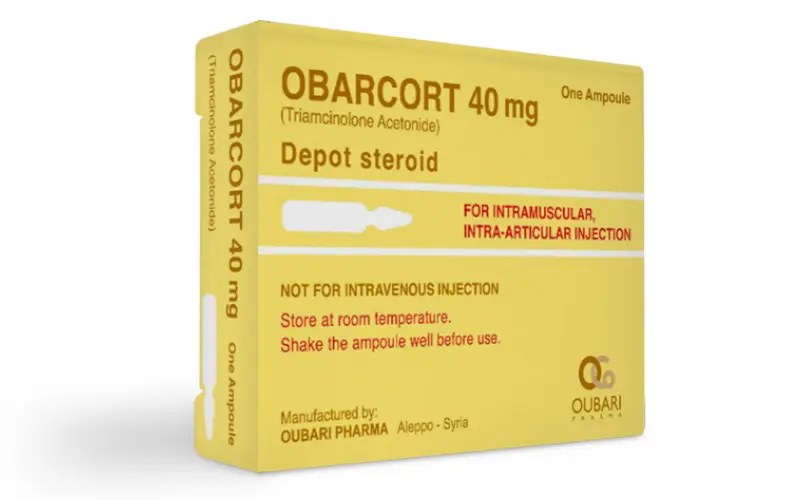 OBARCORT 40 mg
(Triamcinolone Acetonide)
One Ampoule
OBARCORT 40 mg
One Ampoule
(Triamcinolone Acetonide)
Depot steroid
FOR INTRAMUSCULAR,
INTRA-ARTICULAR INJECTION
NOT FOR INTRAVENOUS INJECTION
Store at room temperature.
Shake the ampoule well before use.
Manufactured by:
OUBARI PHARMA Aleppo - Syria
OUBARI
PHARMA